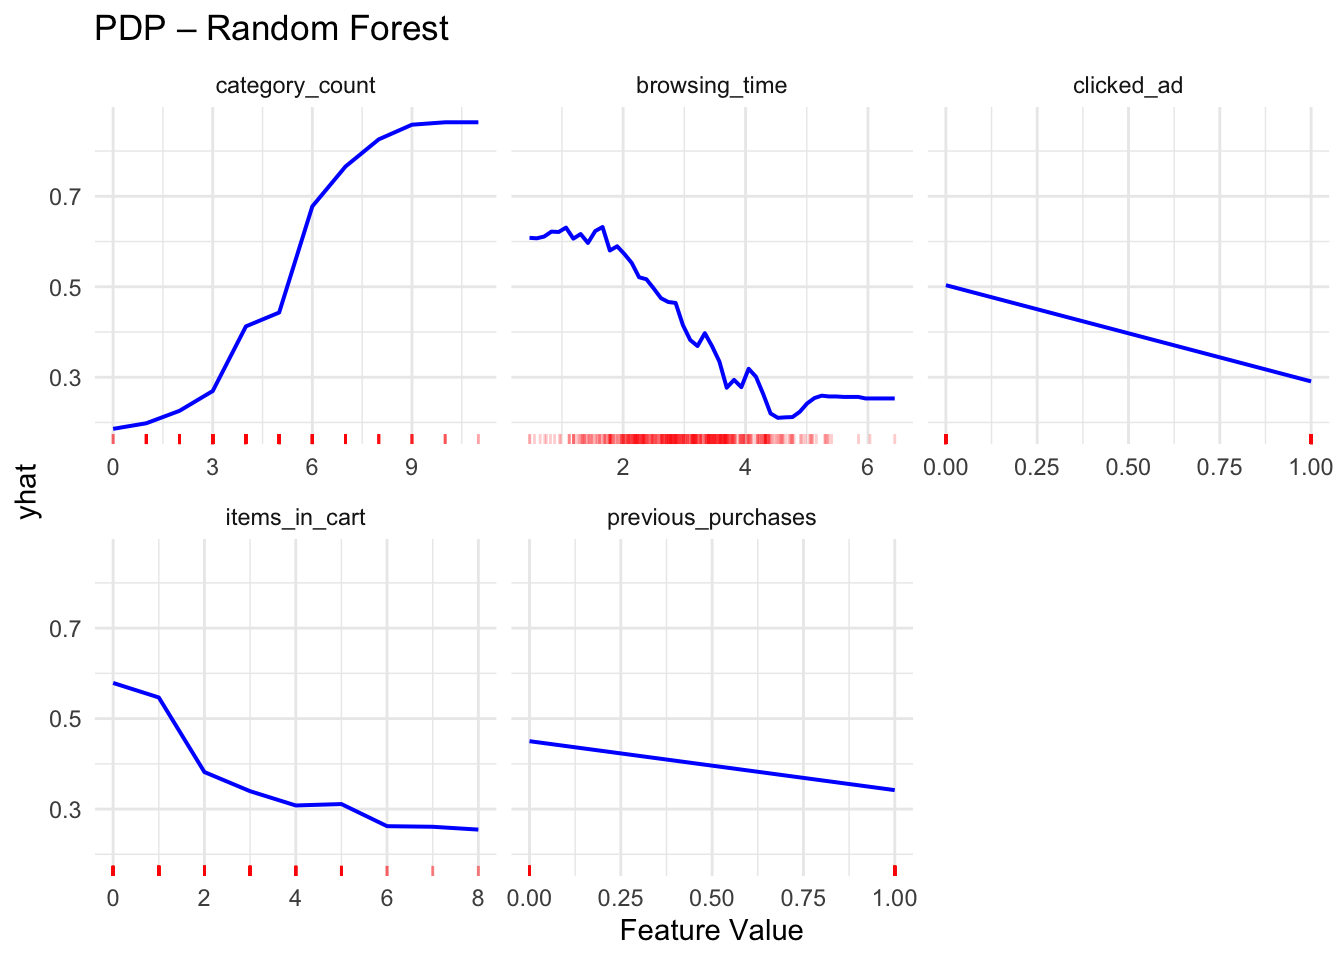 PDP – Random Forest
category_count
browsing_time
clicked_ad
0.7
0.5
0.3
0 3 6 9
2 4 6
0.00 0.25 0.50 0.75 1.00
yhat
items_in_cart
previous_purchases
0.7
0.5
0.3
0 2 4 6 8
0.00 0.25 0.50 0.75 1.00
Feature Value